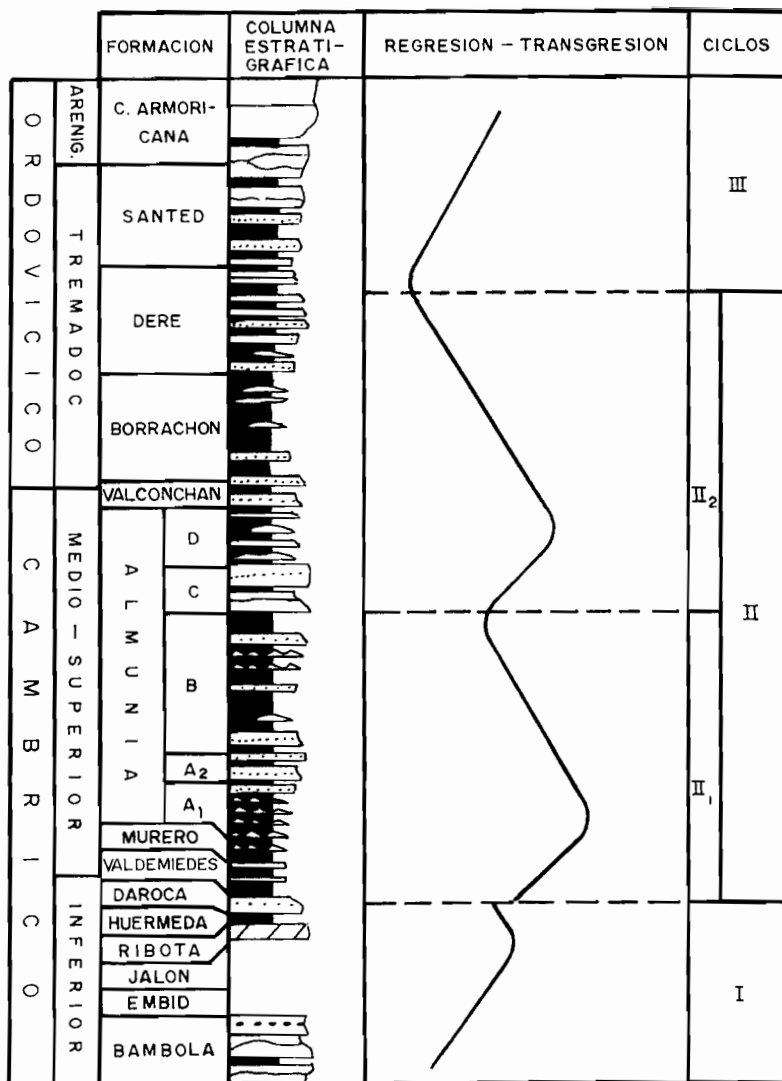 FORMACION
COLUMNA
ESTRATI-
GRAFICA
REGRESION – TRANSGRESION
CICLOS
ORDOVICICO
ARENIG.
C. ARMORI-
CANA
TREMADOC
SANTED
DERE
BORRACHON
VALCONCHAN
CAMBRICO
MEDIO – SUPERIOR
ALMUNIA
D
C
B
A2
A1
MURERO
VALDEMIEDES
INFERIOR
DAROCA
HUERMEDA
RIBOTA
JALON
EMBID
BAMBOLA
III
II2
II
II1
I